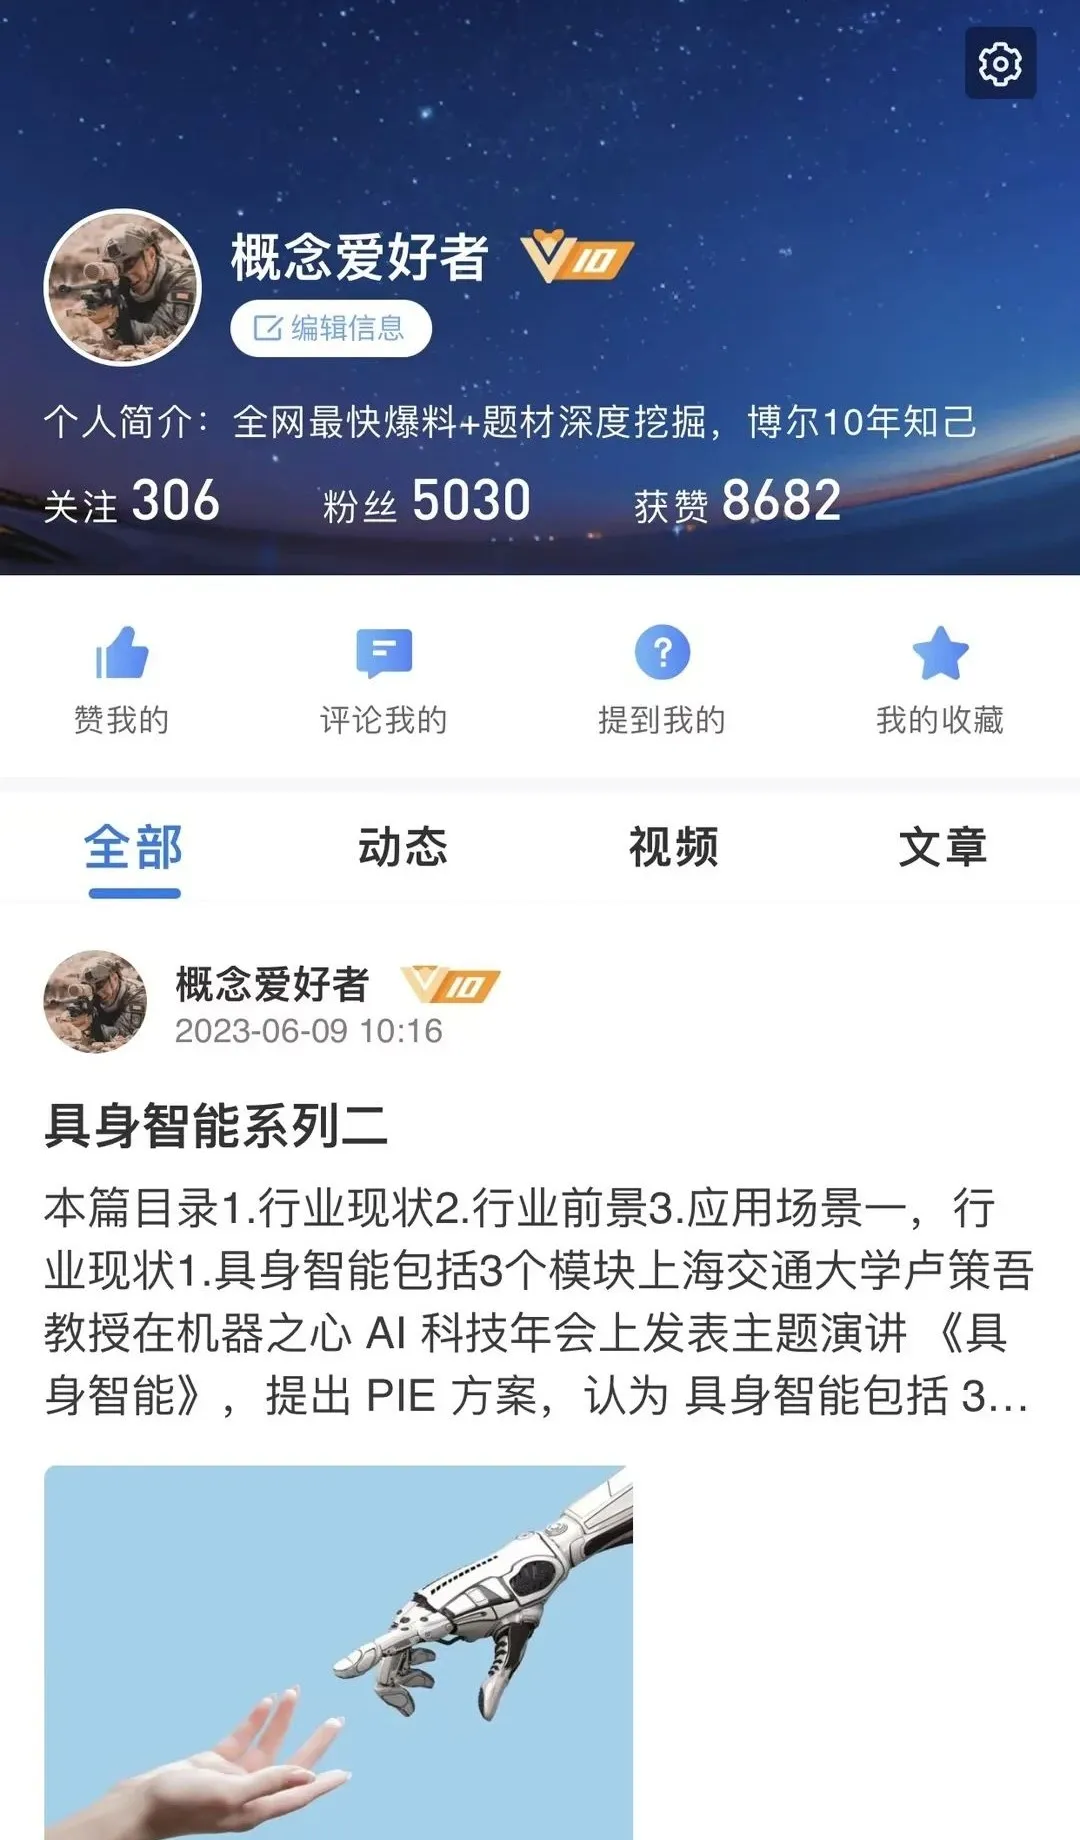 概念爱好者 V10
编辑信息
个人简介：全网最快爆料+题材深度挖掘，博尔10年知己
关注 306 粉丝 5030 获赞 8682
?
赞我的 评论我的 提到我的 我的收藏
全部 动态 视频 文章
概念爱好者 V10
2023-06-09 10:16
具身智能系列二
本篇目录1.行业现状2.行业前景3.应用场景一，行
业现状1.具身智能包括3个模块上海交通大学卢策吾
教授在机器之心 AI 科技年会上发表主题演讲 《具
身智能》，提出 PIE 方案，认为 具身智能包括 3...